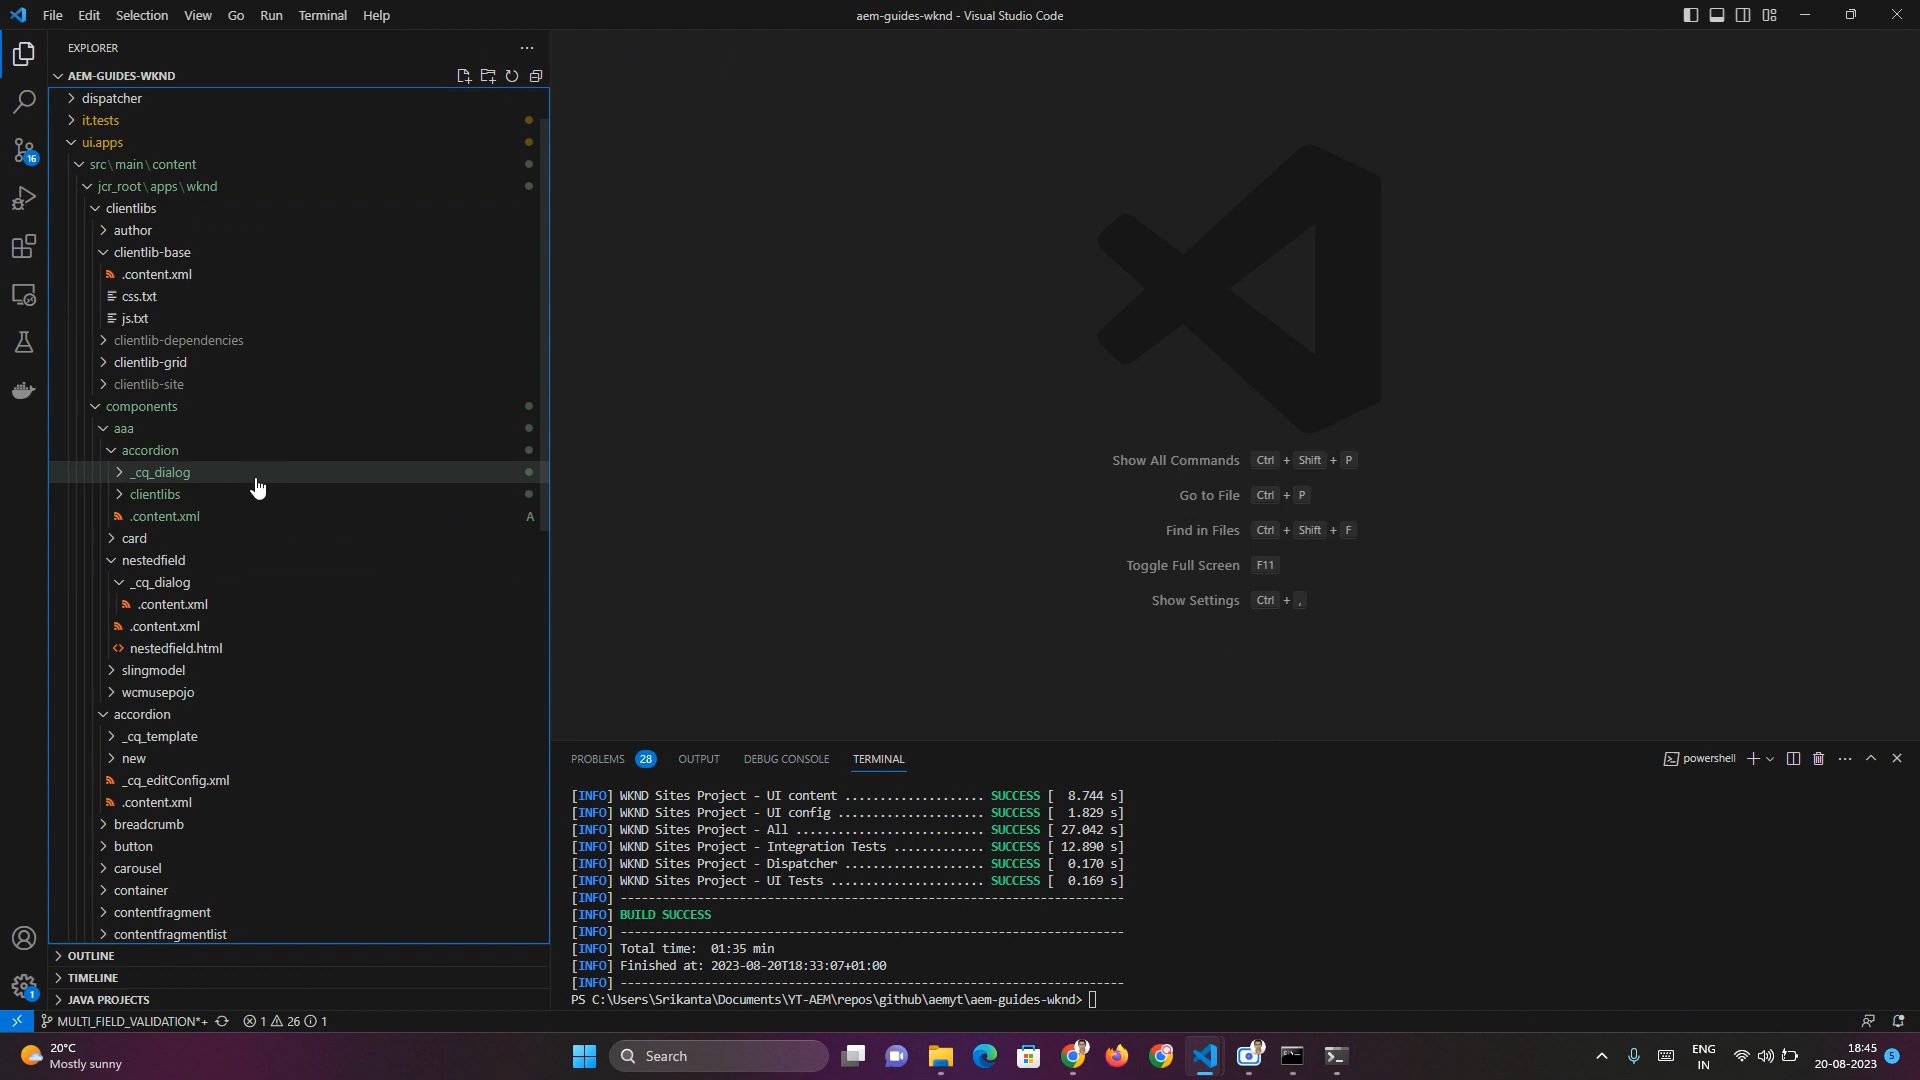 File Edit Selection View Go Run Terminal Help
aem-guides-wknd - Visual Studio Code
EXPLORER
AEM-GUIDES-WKND
dispatcher
it.tests
ui.apps
src\main\content
jcr_root\apps\wknd
clientlibs
author
clientlib-base
.content.xml
css.txt
js.txt
clientlib-dependencies
clientlib-grid
clientlib-site
components
aaa
accordion
_cq_dialog
clientlibs
.content.xml A
card
nestedfield
_cq_dialog
.content.xml
.content.xml
nestedfield.html
slingmodel
wcmusepojo
accordion
_cq_template
new
_cq_editConfig.xml
.content.xml
breadcrumb
button
carousel
container
contentfragment
contentfragmentlist
OUTLINE
TIMELINE
JAVA PROJECTS
16
1
Show All Commands Ctrl + Shift + P
Go to File Ctrl + P
Find in Files Ctrl + Shift + F
Toggle Full Screen F11
Show Settings Ctrl + ,
PROBLEMS 28 OUTPUT DEBUG CONSOLE TERMINAL
powershell
[INFO] WKND Sites Project - UI content .................... SUCCESS [  8.744 s]
[INFO] WKND Sites Project - UI config ..................... SUCCESS [  1.829 s]
[INFO] WKND Sites Project - All ........................... SUCCESS [ 27.042 s]
[INFO] WKND Sites Project - Integration Tests ............. SUCCESS [ 12.890 s]
[INFO] WKND Sites Project - Dispatcher .................... SUCCESS [  0.170 s]
[INFO] WKND Sites Project - UI Tests ...................... SUCCESS [  0.169 s]
[INFO] ------------------------------------------------------------------------
[INFO] BUILD SUCCESS
[INFO] ------------------------------------------------------------------------
[INFO] Total time:  01:35 min
[INFO] Finished at: 2023-08-20T18:33:07+01:00
[INFO] ------------------------------------------------------------------------
PS C:\Users\Srikanta\Documents\YT-AEM\repos\github\aemyt\aem-guides-wknd>
MULTI_FIELD_VALIDATION*+ 1 26 1
20°C
Mostly sunny
Search
ENG
IN
18:45
20-08-2023
5